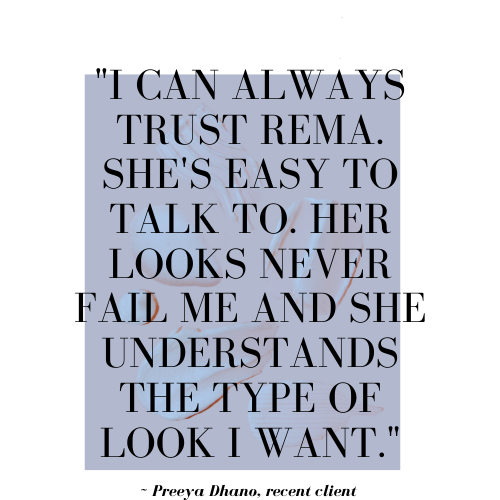 "I CAN ALWAYS
TRUST REMA.
SHE'S EASY TO
TALK TO. HER
LOOKS NEVER
FAIL ME AND SHE
UNDERSTANDS
THE TYPE OF
LOOK I WANT."
~ Preeya Dhano, recent client